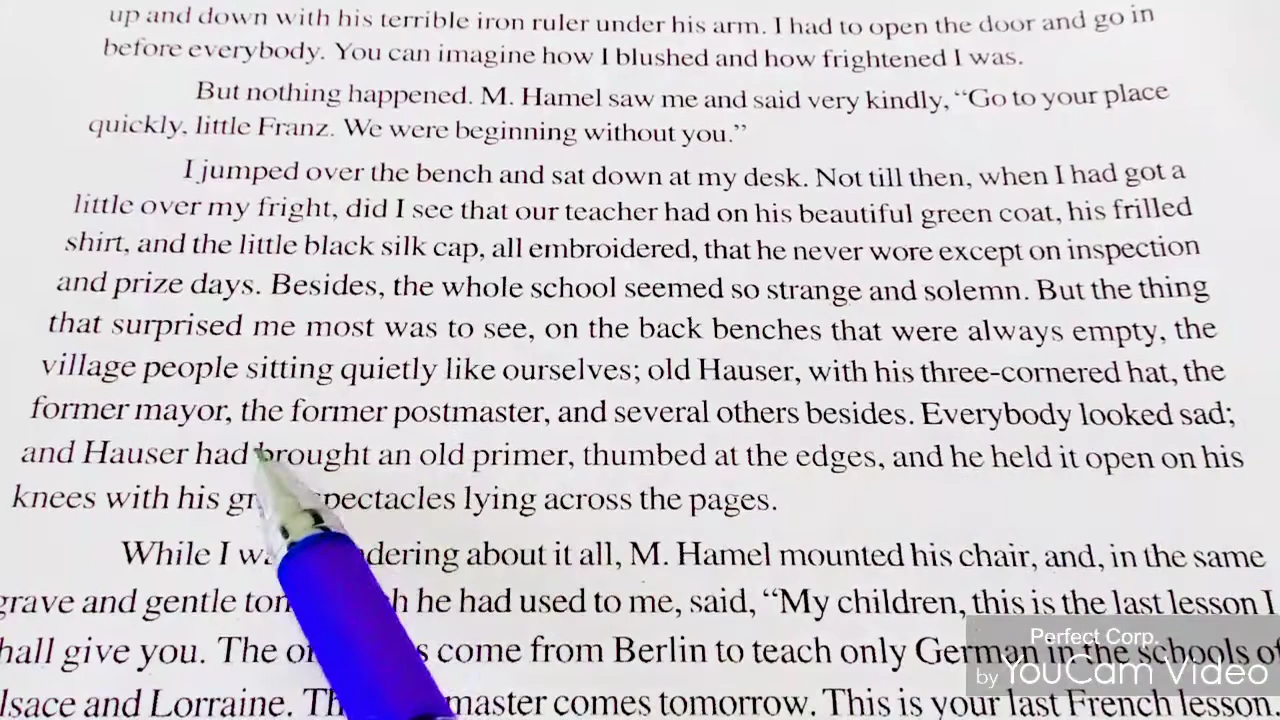 up and down with his terrible iron ruler under his arm. I had to open the door and go in
before everybody. You can imagine how I blushed and how frightened I was.
But nothing happened. M. Hamel saw me and said very kindly, “Go to your place
quickly, little Franz. We were beginning without you.”
I jumped over the bench and sat down at my desk. Not till then, when I had got a
little over my fright, did I see that our teacher had on his beautiful green coat, his frilled
shirt, and the little black silk cap, all embroidered, that he never wore except on inspection
and prize days. Besides, the whole school seemed so strange and solemn. But the thing
that surprised me most was to see, on the back benches that were always empty, the
village people sitting quietly like ourselves; old Hauser, with his three-cornered hat, the
former mayor, the former postmaster, and several others besides. Everybody looked sad;
and Hauser had brought an old primer, thumbed at the edges, and he held it open on his
knees with his spectacles lying across the pages.
While I about it all, M. Hamel mounted his chair, and, in the same
grave and gentle he had used to me, said, “My children, this is the last lesson I
hall give you. The come from Berlin to teach only German in the schools of
lsace and Lorraine. master comes tomorrow. This is your last French lesson.
Perfect Corp.
by YouCam Video